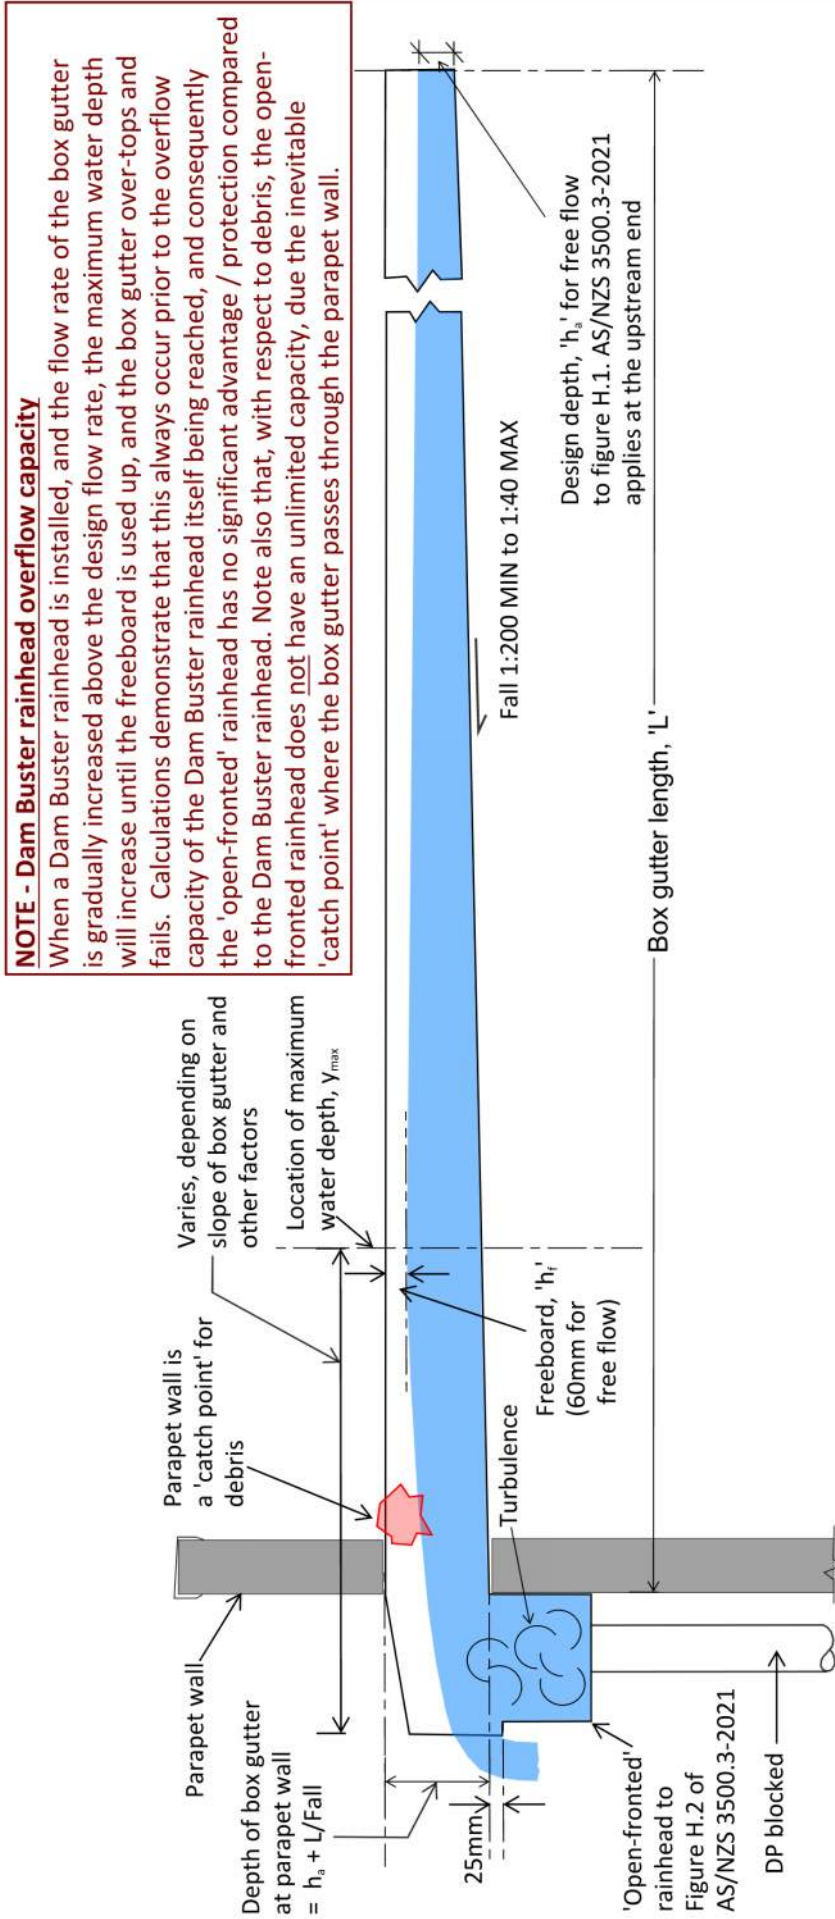 NOTE - Dam Buster rainhead overflow capacity
When a Dam Buster rainhead is installed, and the flow rate of the box gutter
is gradually increased above the design flow rate, the maximum water depth
will increase until the freeboard is used up, and the box gutter over-tops and
fails.  Calculations demonstrate that this always occur prior to the overflow
capacity of the Dam Buster rainhead itself being reached, and consequently
the 'open-fronted' rainhead has no significant advantage / protection compared
to the Dam Buster rainhead. Note also that, with respect to debris, the open-
fronted rainhead does not have an unlimited capacity, due the inevitable
'catch point' where the box gutter passes through the parapet wall.
Parapet wall
Parapet wall is
a 'catch point' for
debris
Varies, depending on
slope of box gutter and
other factors
Location of maximum
water depth, ymax
Depth of box gutter
at parapet wall
= ha + L/Fall
25mm
Freeboard, 'hf'
(60mm for
free flow)
Turbulence
Fall 1:200 MIN to 1:40 MAX
Design depth, 'ha' for free flow
to figure H.1. AS/NZS 3500.3-2021
applies at the upstream end
Box gutter length, 'L'
'Open-fronted'
rainhead to
Figure H.2 of
AS/NZS 3500.3-2021
DP blocked